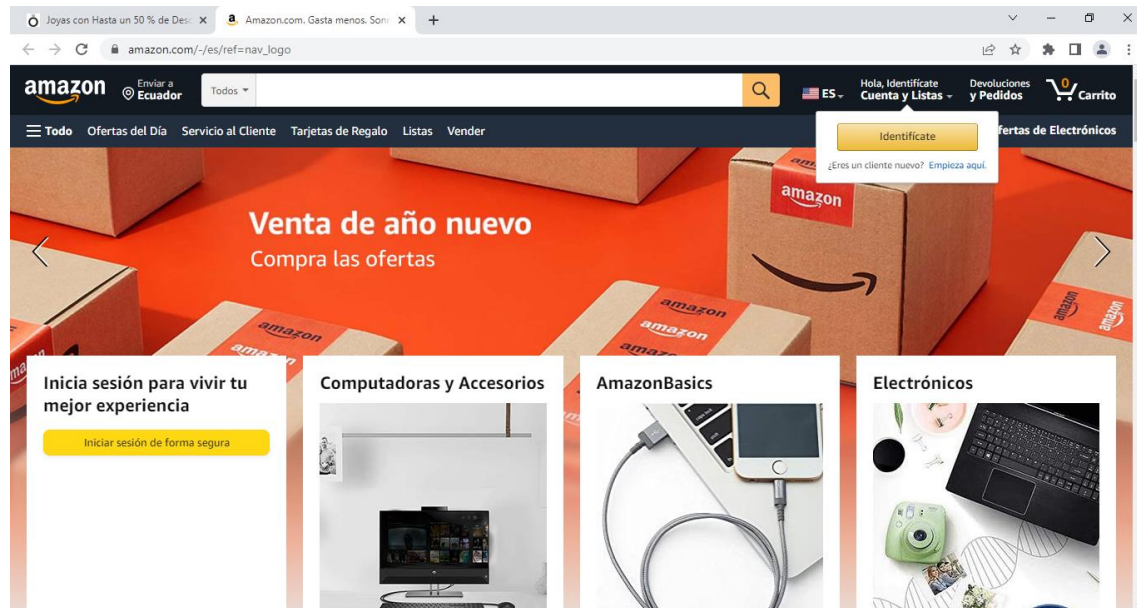 Joyas con Hasta un 50 % de Desc
Amazon.com. Gasta menos. Sonr
amazon.com/-/es/ref=nav_logo
amazon
Enviar a
Ecuador
Todos
ES
Hola, Identifícate
Cuenta y Listas
Devoluciones
y Pedidos
0
Carrito
Todo Ofertas del Día Servicio al Cliente Tarjetas de Regalo Listas Vender
fertas de Electrónicos
Identifícate
¿Eres un cliente nuevo? Empieza aquí.
Venta de año nuevo
Compra las ofertas
amazon
amazon
amazon
amazon
amazon
amazon
Inicia sesión para vivir tu
mejor experiencia
Iniciar sesión de forma segura
Computadoras y Accesorios
AmazonBasics
Electrónicos